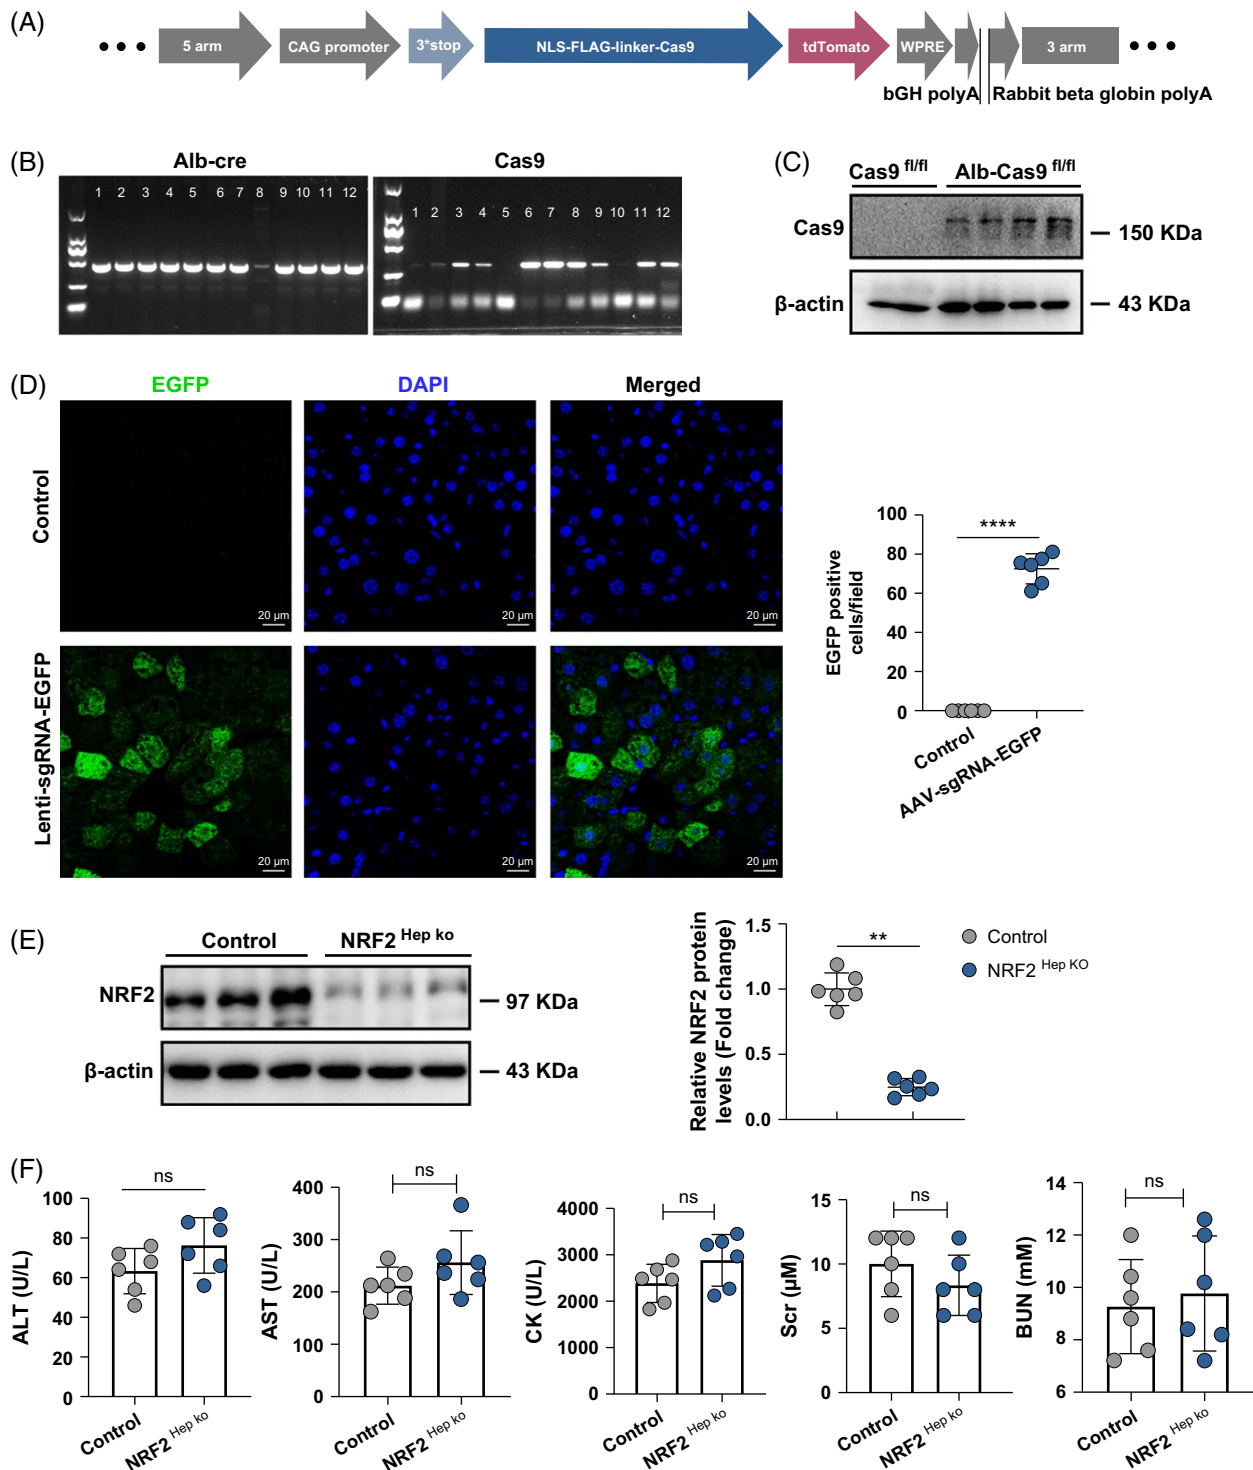 (A)
5 arm
CAG promoter
3*stop
NLS-FLAG-linker-Cas9
tdTomato
WPRE
3 arm
bGH polyA
Rabbit beta globin polyA
(B)
Alb-cre
Cas9
1 2 3 4 5 6 7 8 9 10 11 12
1 2 3 4 5 6 7 8 9 10 11 12
(C)
Cas9 fl/fl
Alb-Cas9 fl/fl
Cas9
150 KDa
β-actin
43 KDa
(D)
EGFP
DAPI
Merged
Control
20 µm
20 µm
20 µm
Lenti-sgRNA-EGFP
20 µm
20 µm
20 µm
EGFP positive
cells/field
100
80
60
40
20
0
****
Control
AAV-sgRNA-EGFP
(E)
Control
NRF2 Hep ko
NRF2
97 KDa
β-actin
43 KDa
Relative NRF2 protein
levels (Fold change)
1.5
1.0
0.5
0.0
**
Control
NRF2 Hep KO
(F)
ALT (U/L)
100
80
60
40
20
0
ns
Control
NRF2 Hep ko
AST (U/L)
400
300
200
100
0
ns
Control
NRF2 Hep ko
CK (U/L)
4000
3000
2000
1000
0
ns
Control
NRF2 Hep ko
Scr (µM)
15
10
5
0
ns
Control
NRF2 Hep ko
BUN (mM)
14
12
10
8
6
ns
Control
NRF2 Hep ko